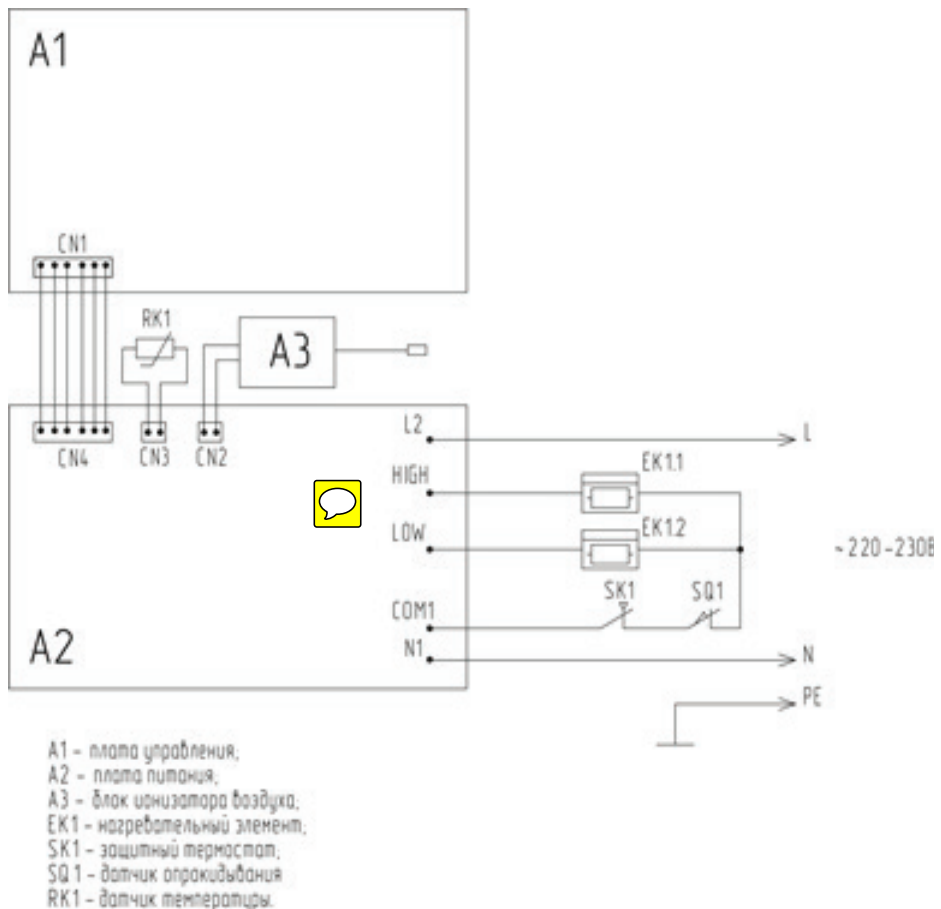 A1
CN1
RK1
A3
CN4
CN3
CN2
L2
L
HIGH
EK1.1
LOW
EK1.2
~220-230В
SK1
SQ1
COM1
A2
N1
N
PE
A1 - плата управления;
A2 - плата питания;
A3 - блок ионизатора воздуха;
EK1 - нагревательный элемент;
SK1 - защитный термостат;
SQ1 - датчик опрокидывания
RK1 - датчик температуры.